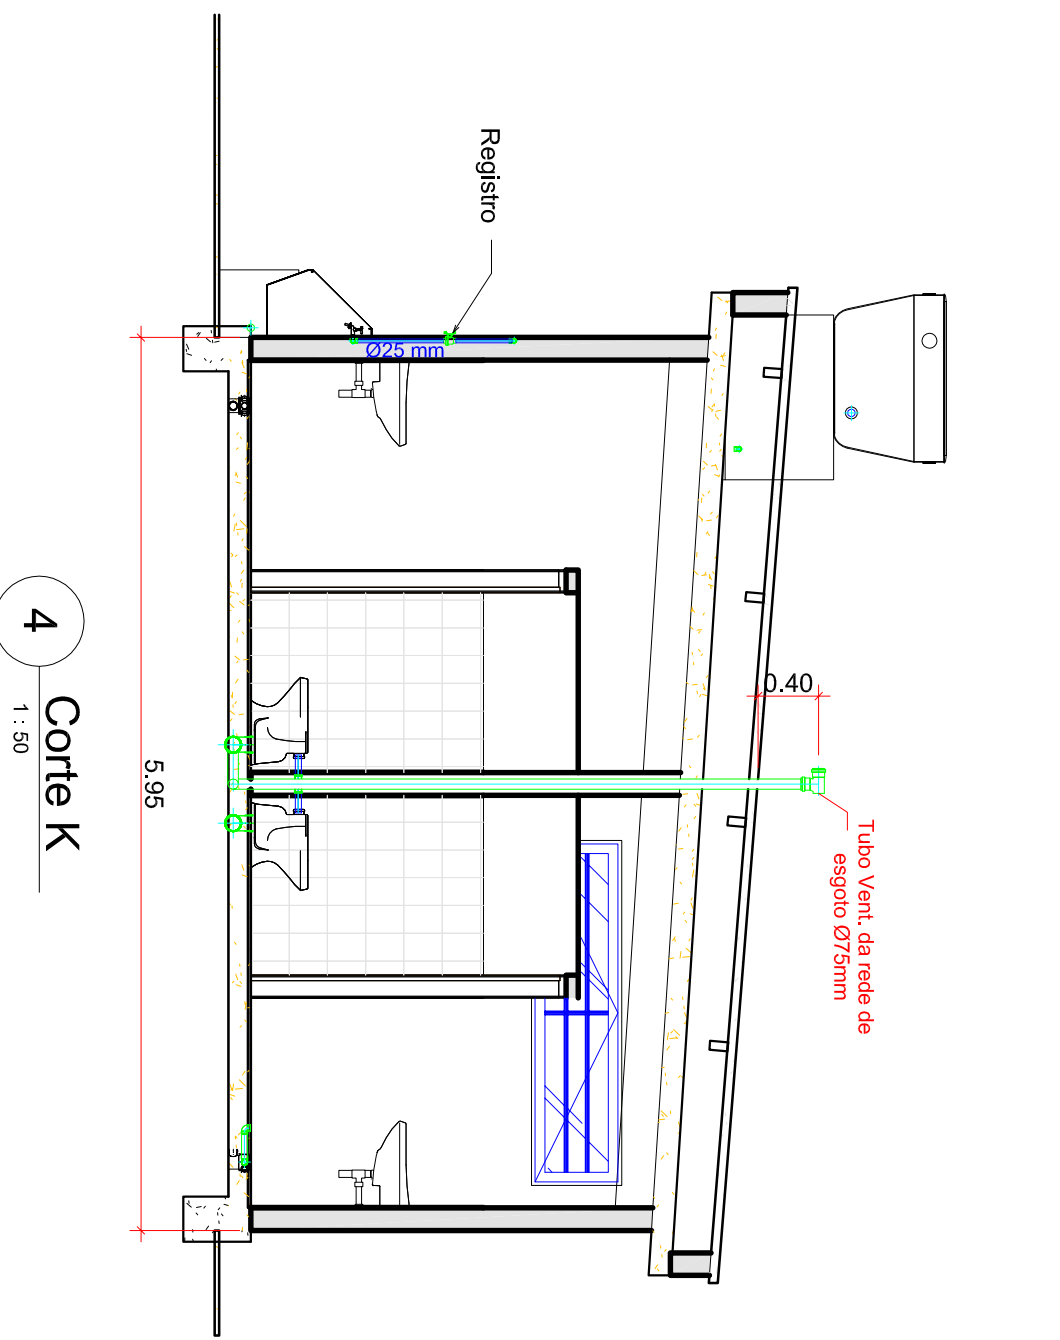 Registro
Ø25 mm
0.40
Tubo Vent. da rede de
esgoto Ø75mm
5.95
4
Corte K
1 : 50